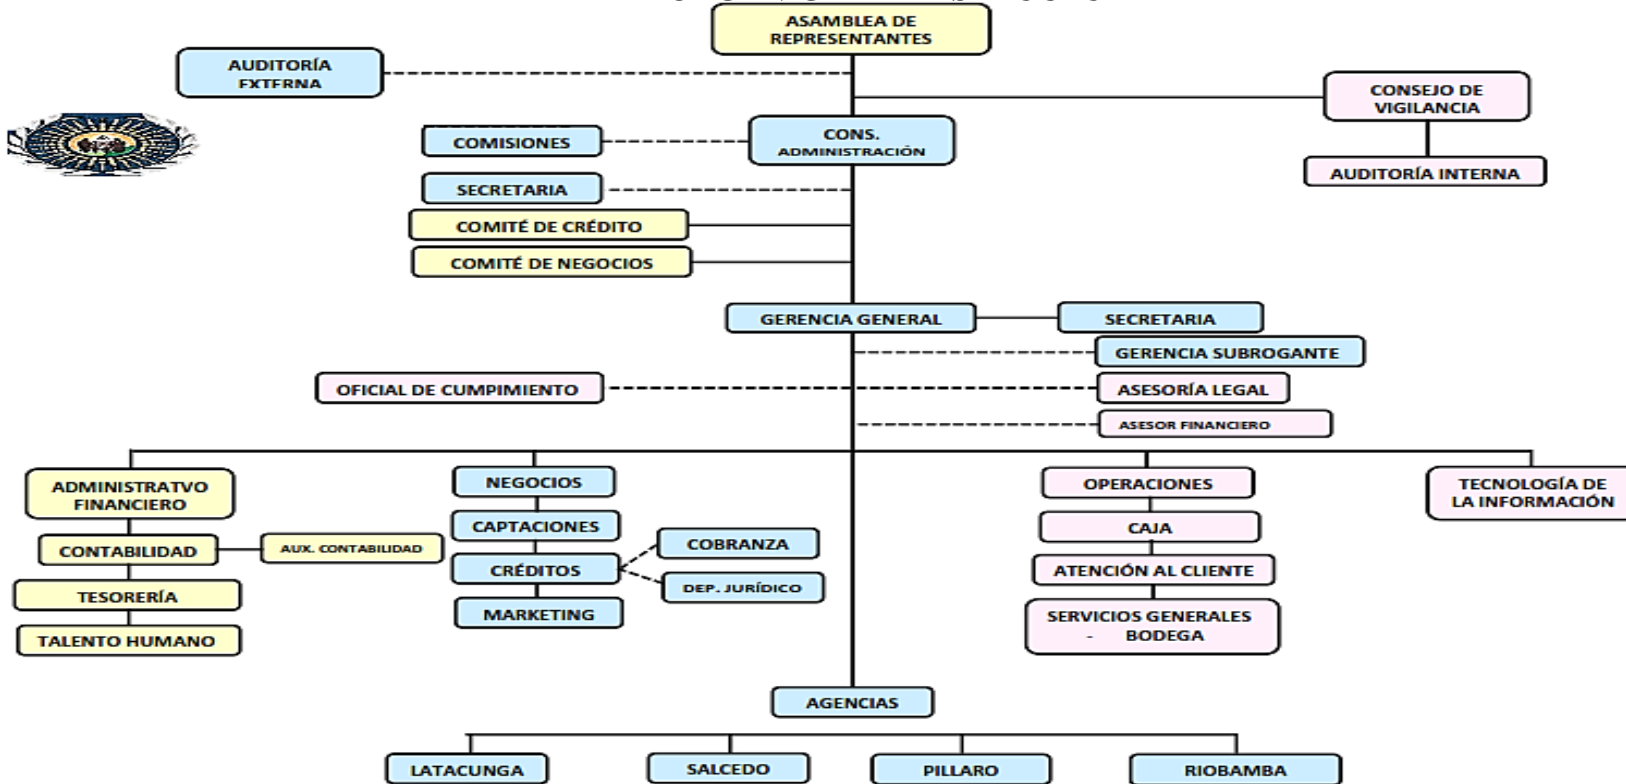 ASAMBLEA DE
REPRESENTANTES
AUDITORÍA
EXTERNA
CONSEJO DE
VIGILANCIA
CONS.
ADMINISTRACIÓN
COMISIONES
AUDITORÍA INTERNA
SECRETARIA
COMITÉ DE CRÉDITO
COMITÉ DE NEGOCIOS
GERENCIA GENERAL
SECRETARIA
GERENCIA SUBROGANTE
OFICIAL DE CUMPIMIENTO
ASESORÍA LEGAL
ASESOR FINANCIERO
ADMINISTRATVO
FINANCIERO
CONTABILIDAD
AUX. CONTABILIDAD
TESORERÍA
TALENTO HUMANO
NEGOCIOS
CAPTACIONES
CRÉDITOS
COBRANZA
DEP. JURÍDICO
MARKETING
OPERACIONES
CAJA
ATENCIÓN AL CLIENTE
SERVICIOS GENERALES
- BODEGA
TECNOLOGÍA DE
LA INFORMACIÓN
AGENCIAS
LATACUNGA
SALCEDO
PILLARO
RIOBAMBA